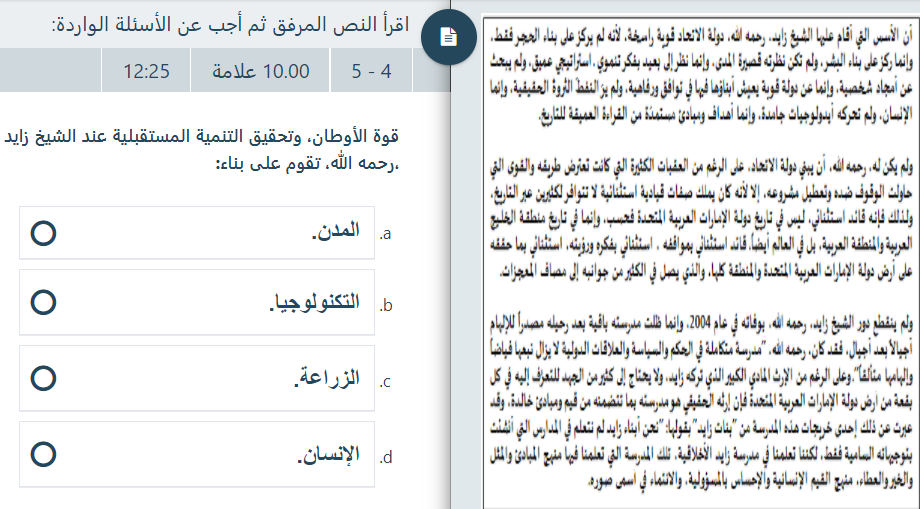 اقرأ النص المرفق ثم أجب عن الأسئلة الواردة:
4 - 5
10.00 علامة
12:25
قوة الأوطان، وتحقيق التنمية المستقبلية عند الشيخ زايد
،رحمه الله، تقوم على بناء:
a. المدن.
b. التكنولوجيا.
c. الزراعة.
d. الإنسان.
أن الأسس التي أقام عليها الشيخ زايد، رحمه الله، دولة الاتحاد قوية راسخة، لأنه لم يركز على بناء الحجر فقط،
وإنما ركز على بناء البشر، ولم تكن نظرته قصيرة المدى، وإنما نظر إلى بعيد بفكر تنموي . استراتيجي عميق، ولم يبحث
عن أمجاد شخصية، وإنما عن دولة قوية يعيش أبناؤها فيها في توافق ورفاهية، ولم ير النفط الثروة الحقيقية، وإنما
الإنسان، ولم تحركه أيدولوجيات جامدة، وإنما أهداف ومبادئ مستمدة من القراءة العميقة للتاريخ.
ولم يكن له، رحمه الله، أن يبني دولة الاتحاد، على الرغم من العقبات الكثيرة التي كانت تعترض طريقه والقوى التي
حاولت الوقوف ضده وتعطيل مشروعه، إلا لأنه كان يملك صفات قيادية استثنائية لا تتوافر لكثيرين عبر التاريخ،
ولذلك فإنه قائد استثنائي، ليس في تاريخ دولة الإمارات العربية المتحدة فحسب، وإنما في تاريخ منطقة الخليج
العربية والمنطقة العربية، بل في العالم أيضاً. قائد استثنائي بمواقفه ، استثنائي بفكره ورؤيته، استثنائي بما حققه
على أرض دولة الإمارات العربية المتحدة والمنطقة كلها، والذي يصل في الكثير من جوانبه إلى مصاف المعجزات.
ولم ينقطع دور الشيخ زايد، رحمه الله، بوفاته في عام 2004، وإنما ظلت مدرسته باقية بعد رحيله مصدراً للإلهام
أجيالاً بعد أجيال، فقد كان، رحمه الله، "مدرسة متكاملة في الحكم والسياسة والعلاقات الدولية لا يزال نبعها فياضاً
وإلهامها متألقاً". وعلى الرغم من الإرث المادي الكبير الذي تركه زايد، ولا يحتاج إلى كثير من الجهد للتعرف إليه في كل
بقعة من أرض دولة الإمارات العربية المتحدة فإن إرثه الحقيقي هو مدرسته بما تتضمنه من قيم ومبادئ خالدة، وقد
عبرت عن ذلك إحدى خريجات هذه المدرسة من "بنات زايد" بقولها: "نحن أبناء زايد لم نتعلم في المدارس التي أنشئت
بتوجيهاته السامية فقط، لكننا تعلمنا في مدرسة زايد الأخلاقية، تلك المدرسة التي تعلمنا فيها منهج المبادئ والمثل
والخير والعطاء، منهج القيم الإنسانية والإحساس بالمسؤولية، والانتماء في أسمى صوره.